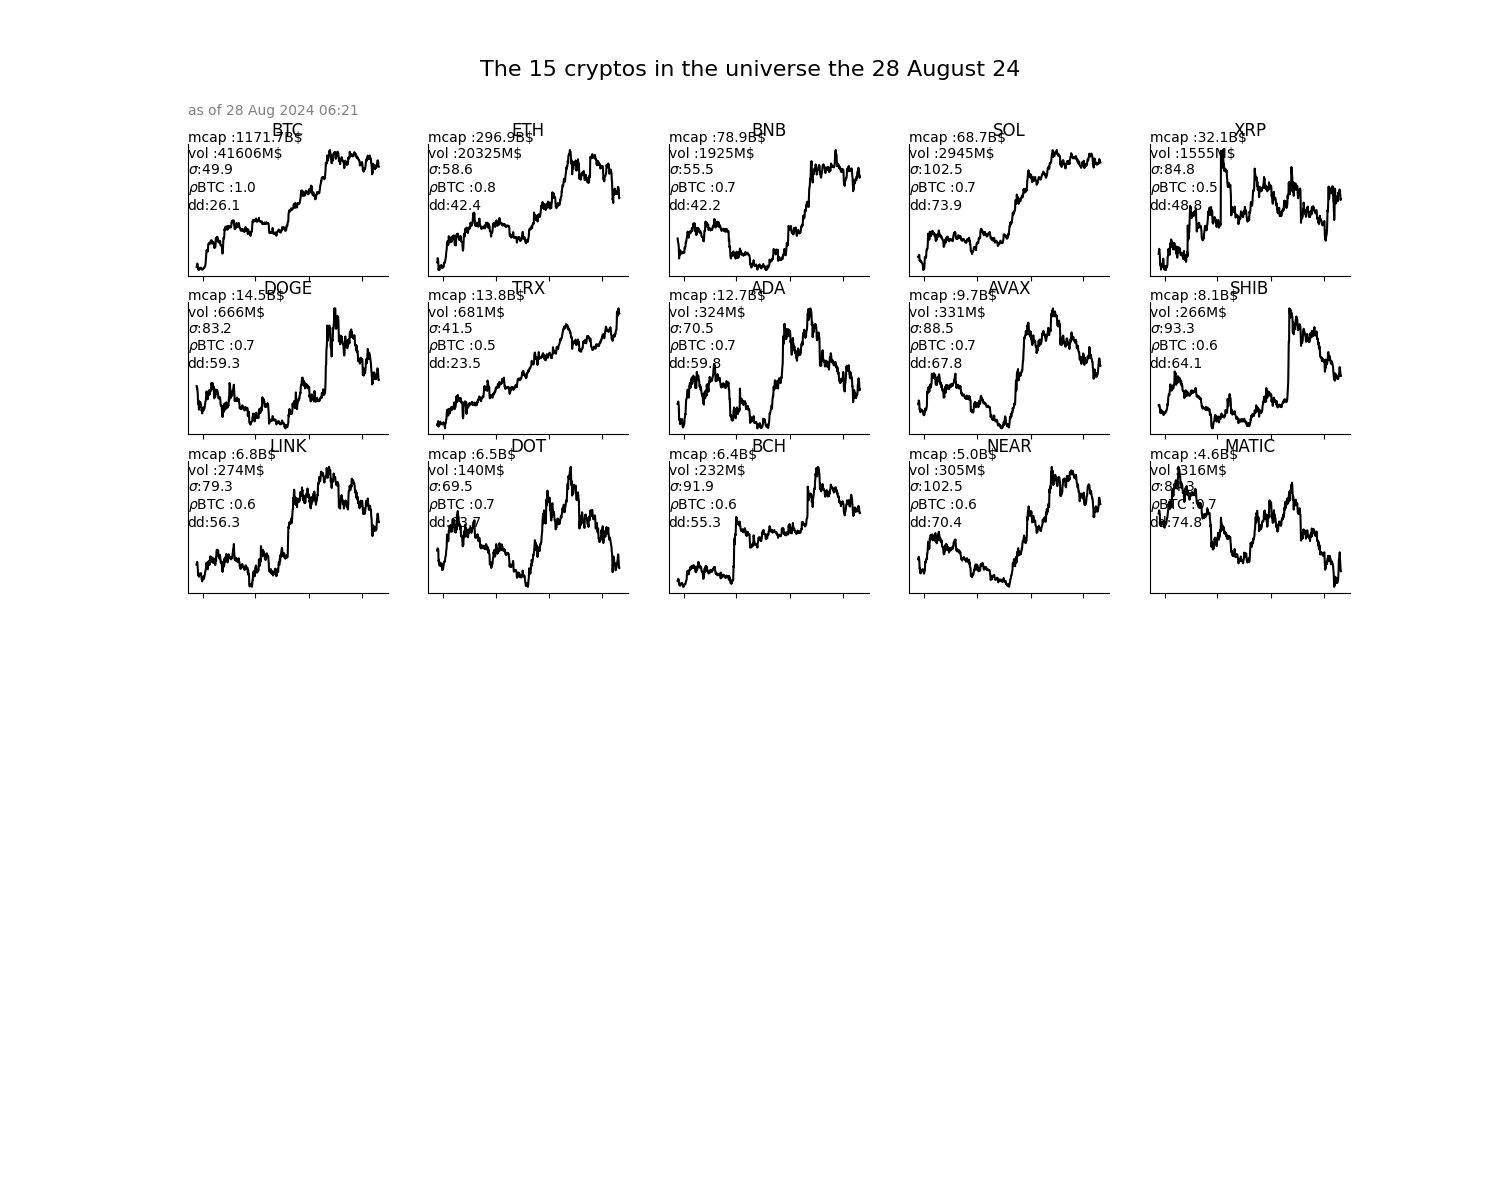 The 15 cryptos in the universe the 28 August 24
as of 28 Aug 2024 06:21
BTC
mcap :1171.7B$
vol :41606M$
σ:49.9
ρBTC :1.0
dd:26.1
ETH
mcap :296.9B$
vol :20325M$
σ:58.6
ρBTC :0.8
dd:42.4
BNB
mcap :78.9B$
vol :1925M$
σ:55.5
ρBTC :0.7
dd:42.2
SOL
mcap :68.7B$
vol :2945M$
σ:102.5
ρBTC :0.7
dd:73.9
XRP
mcap :32.1B$
vol :1555M$
σ:84.8
ρBTC :0.5
dd:48.8
DOGE
mcap :14.5B$
vol :666M$
σ:83.2
ρBTC :0.7
dd:59.3
TRX
mcap :13.8B$
vol :681M$
σ:41.5
ρBTC :0.5
dd:23.5
ADA
mcap :12.7B$
vol :324M$
σ:70.5
ρBTC :0.7
dd:59.8
AVAX
mcap :9.7B$
vol :331M$
σ:88.5
ρBTC :0.7
dd:67.8
SHIB
mcap :8.1B$
vol :266M$
σ:93.3
ρBTC :0.6
dd:64.1
LINK
mcap :6.8B$
vol :274M$
σ:79.3
ρBTC :0.6
dd:56.3
DOT
mcap :6.5B$
vol :140M$
σ:69.5
ρBTC :0.7
BCH
mcap :6.4B$
vol :232M$
σ:91.9
ρBTC :0.6
dd:55.3
NEAR
mcap :5.0B$
vol :305M$
σ:102.5
ρBTC :0.6
dd:70.4
MATIC
mcap :4.6B$
vol :316M$
ρBTC :0.7
dd:74.8